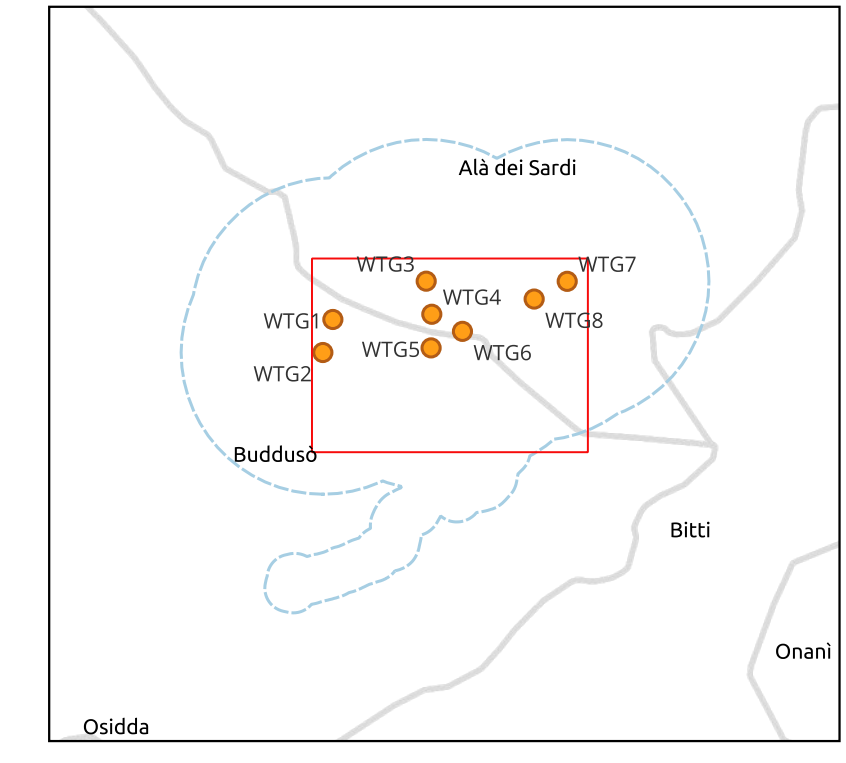 Alà dei Sardi
WTG3
WTG7
WTG4
WTG1
WTG8
WTG5
WTG6
WTG2
Buddusò
Bitti
Onanì
Osidda